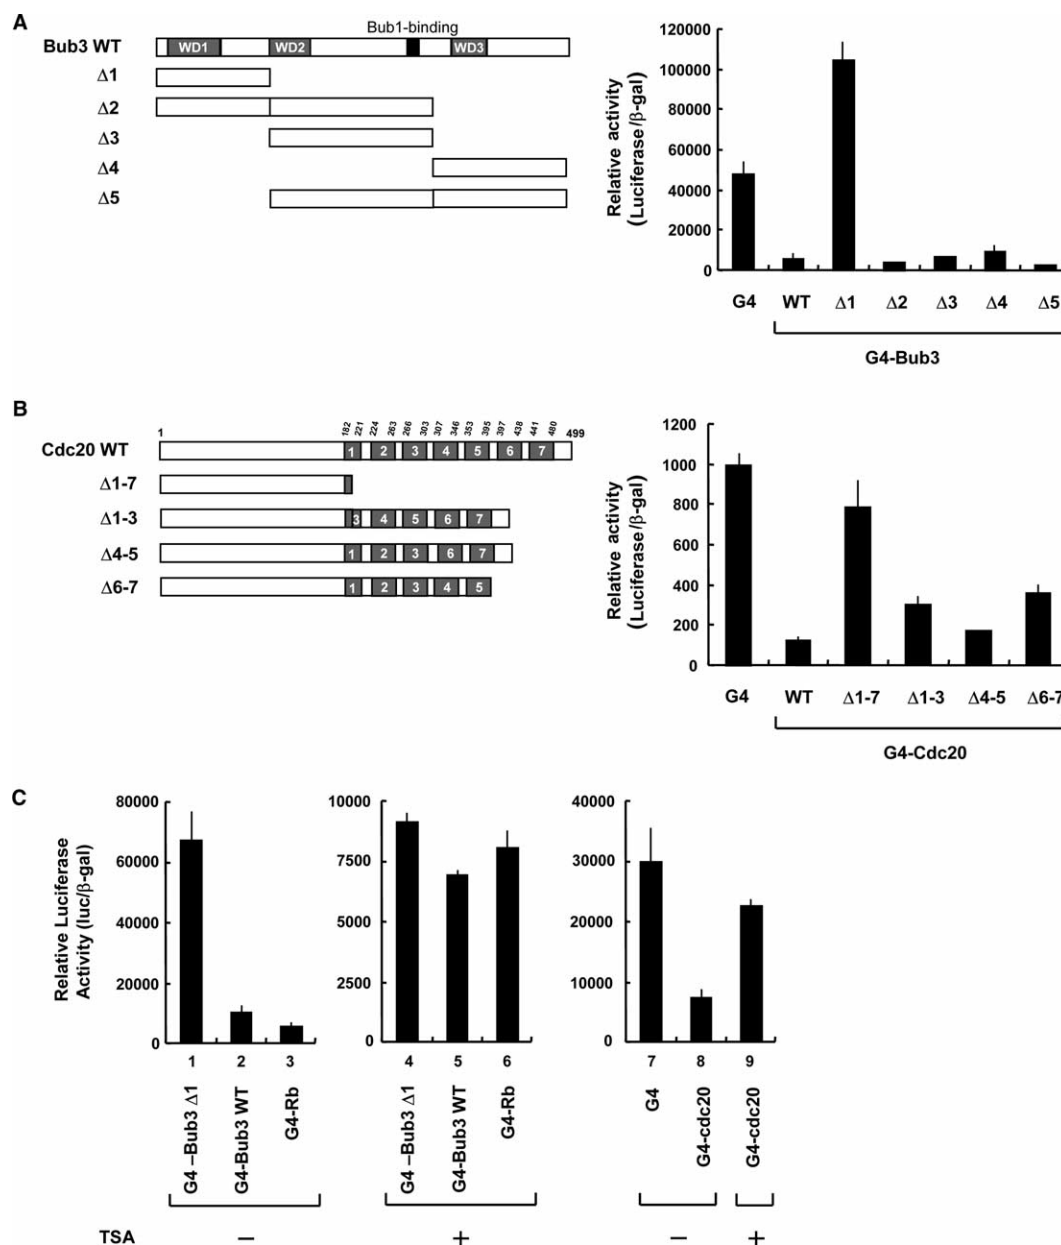 A
Bub1-binding
Bub3 WT
WD1
WD2
WD3
Δ1
Δ2
Δ3
Δ4
Δ5
Relative activity
(Luciferase/β-gal)
120000
100000
80000
60000
40000
20000
0
G4 WT Δ1 Δ2 Δ3 Δ4 Δ5
G4-Bub3
B
1 182 221 224 263 266 303 307 346 353 395 397 438 441 480 499
Cdc20 WT
1 2 3 4 5 6 7
Δ1-7
Δ1-3
3 4 5 6 7
Δ4-5
1 2 3 6 7
Δ6-7
1 2 3 4 5
Relative activity
(Luciferase/β-gal)
1200
1000
800
600
400
200
0
G4 WT Δ1-7 Δ1-3 Δ4-5 Δ6-7
G4-Cdc20
C
Relative Luciferase
Activity (luc/β-gal)
80000
60000
40000
20000
0
1 2 3
G4 –Bub3 Δ1
G4-Bub3 WT
G4-Rb
10000
7500
5000
2500
0
4 5 6
G4 –Bub3 Δ1
G4-Bub3 WT
G4-Rb
40000
30000
20000
10000
0
7 8 9
G4
G4-cdc20
G4-cdc20
TSA − + − +